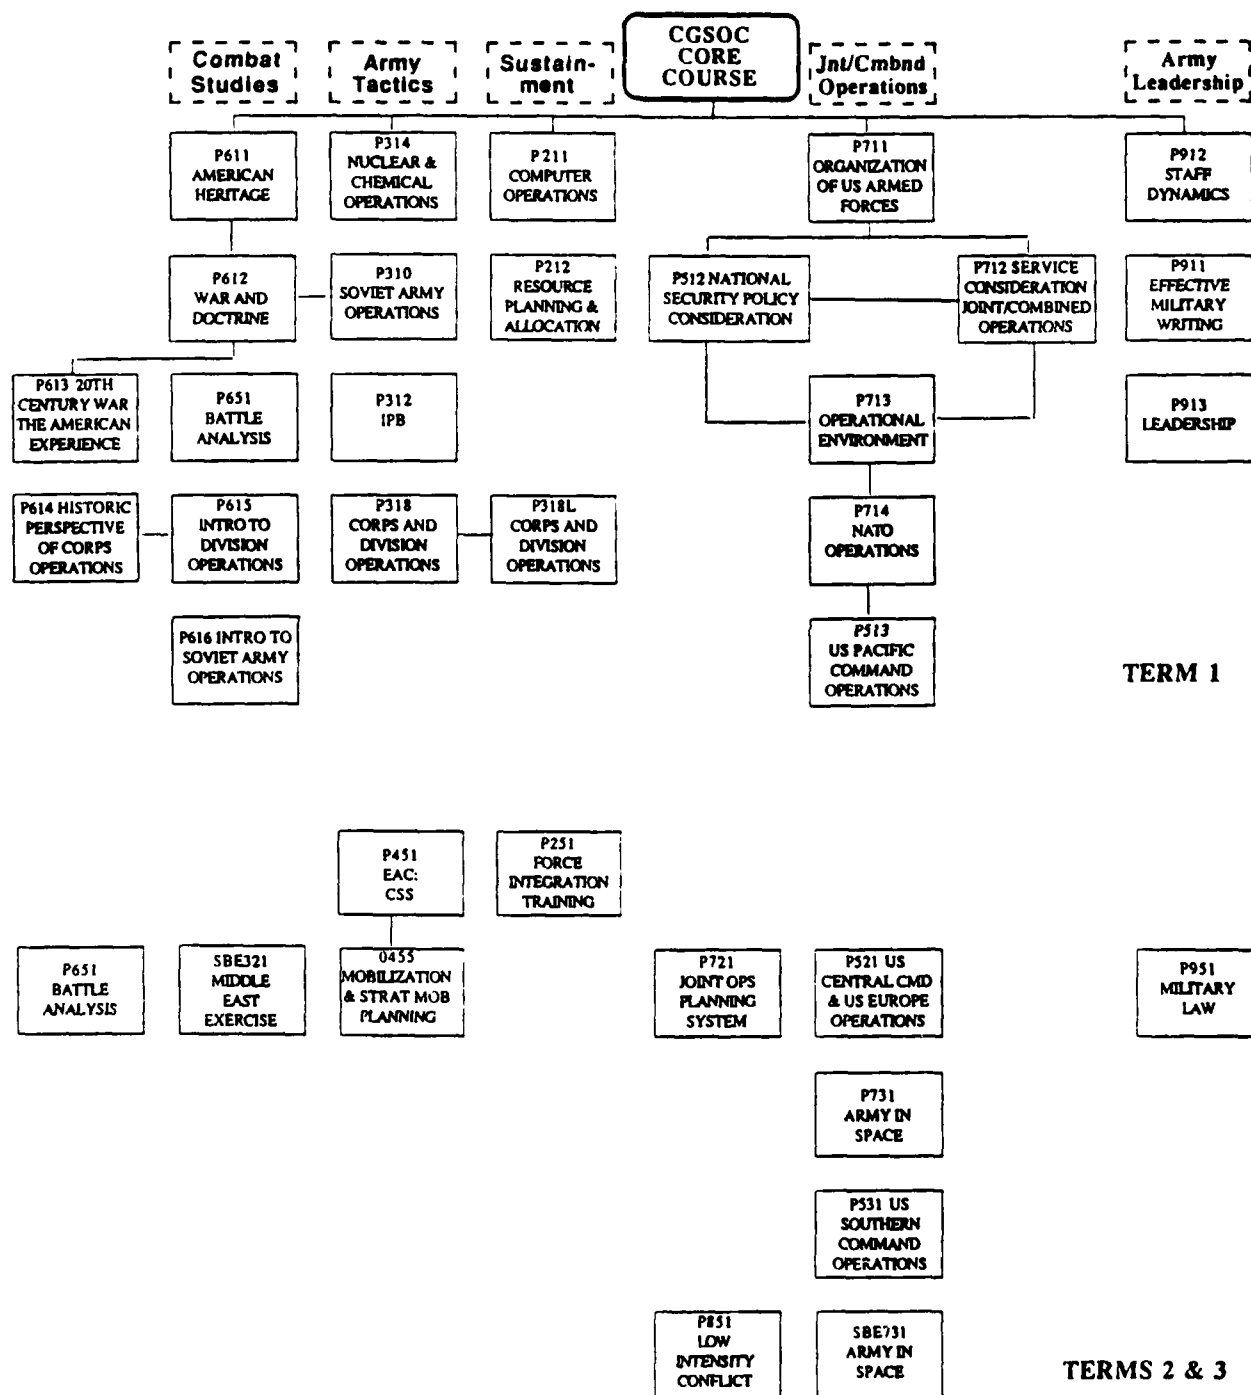 CGSOC
CORE
COURSE
Combat
Studies
Army
Tactics
Sustain-
ment
Jnt/Cmbnd
Operations
Army
Leadership
P611
AMERICAN
HERITAGE
P314
NUCLEAR &
CHEMICAL
OPERATIONS
P211
COMPUTER
OPERATIONS
P711
ORGANIZATION
OF US ARMED
FORCES
P912
STAFF
DYNAMICS
P612
WAR AND
DOCTRINE
P310
SOVIET ARMY
OPERATIONS
P212
RESOURCE
PLANNING &
ALLOCATION
P512 NATIONAL
SECURITY POLICY
CONSIDERATION
P712 SERVICE
CONSIDERATION
JOINT/COMBINED
OPERATIONS
P911
EFFECTIVE
MILITARY
WRITING
P613 20TH
CENTURY WAR
THE AMERICAN
EXPERIENCE
P651
BATTLE
ANALYSIS
P312
IPB
P713
OPERATIONAL
ENVIRONMENT
P913
LEADERSHIP
P614 HISTORIC
PERSPECTIVE
OF CORPS
OPERATIONS
P615
INTRO TO
DIVISION
OPERATIONS
P318
CORPS AND
DIVISION
OPERATIONS
P318L
CORPS AND
DIVISION
OPERATIONS
P714
NATO
OPERATIONS
P616 INTRO TO
SOVIET ARMY
OPERATIONS
P513
US PACIFIC
COMMAND
OPERATIONS
TERM 1
P451
EAC:
CSS
P251
FORCE
INTEGRATION
TRAINING
P651
BATTLE
ANALYSIS
SBE321
MIDDLE
EAST
EXERCISE
0455
MOBILIZATION
& STRAT MOB
PLANNING
P721
JOINT OPS
PLANNING
SYSTEM
P521 US
CENTRAL CMD
& US EUROPE
OPERATIONS
P951
MILITARY
LAW
P731
ARMY IN
SPACE
P531 US
SOUTHERN
COMMAND
OPERATIONS
P851
LOW
INTENSITY
CONFLICT
SBE731
ARMY IN
SPACE
TERMS 2 & 3